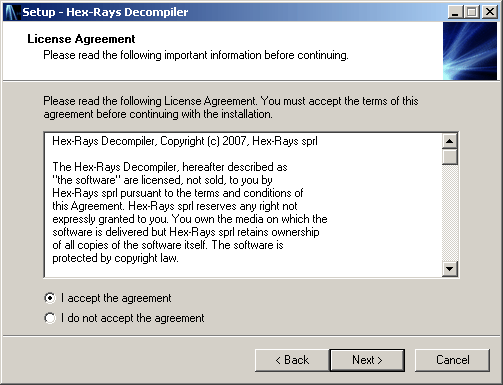 Setup - Hex-Rays Decompiler
License Agreement
Please read the following important information before continuing.
Please read the following License Agreement. You must accept the terms of this
agreement before continuing with the installation.
Hex-Rays Decompiler, Copyright (c) 2007, Hex-Rays sprl
The Hex-Rays Decompiler, hereafter described as
"the software" are licensed, not sold, to you by
Hex-Rays sprl pursuant to the terms and conditions of
this Agreement. Hex-Rays sprl reserves any right not
expressly granted to you. You own the media on which the
software is delivered but Hex-Rays sprl retains ownership
of all copies of the software itself. The software is
protected by copyright law.
I accept the agreement
I do not accept the agreement
< Back Next > Cancel